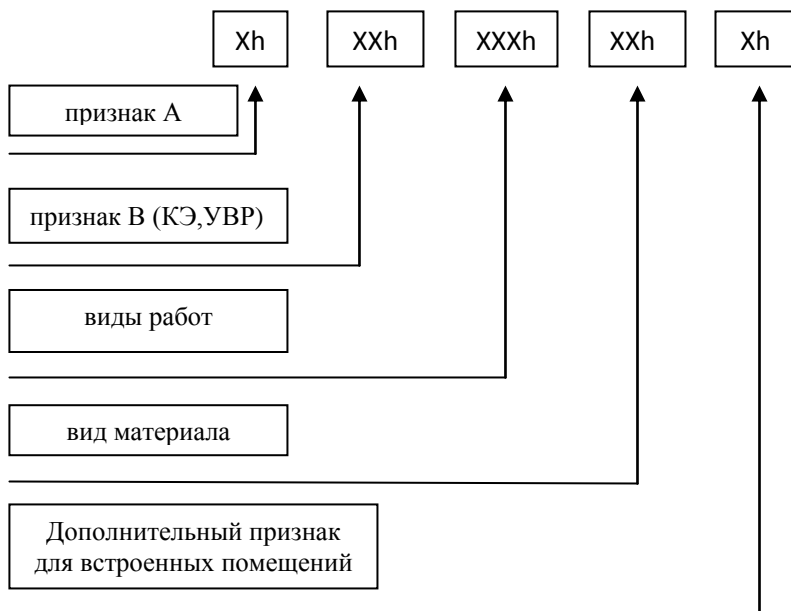 Xh XXh XXXh XXh Xh
признак А
признак В (КЭ,УВР)
виды работ
вид материала
Дополнительный признак
для встроенных помещений